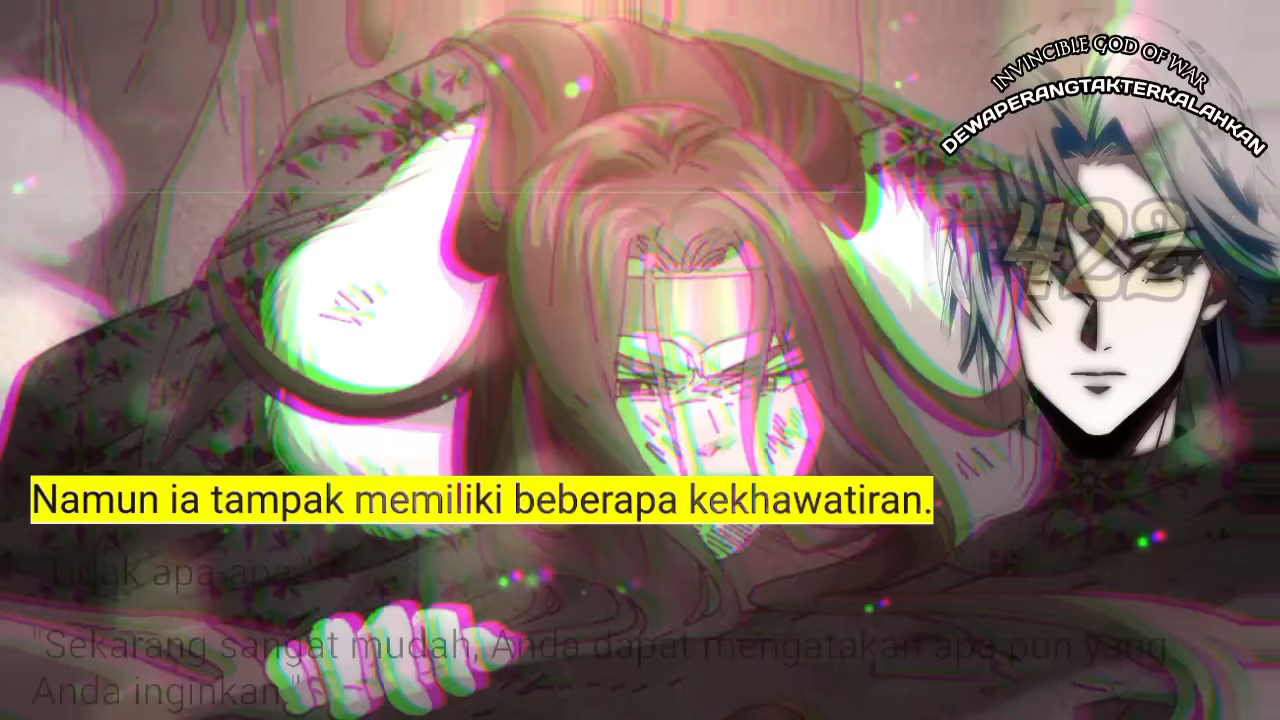 INVINCIBLE GOD OF WAR
DEWAPERANGTAKTERKALAHKAN
422
Namun ia tampak memiliki beberapa kekhawatiran.
"Tidak apa-apa."
"Sekarang sangat mudah, Anda dapat mengatakan apa pun yang
Anda inginkan."